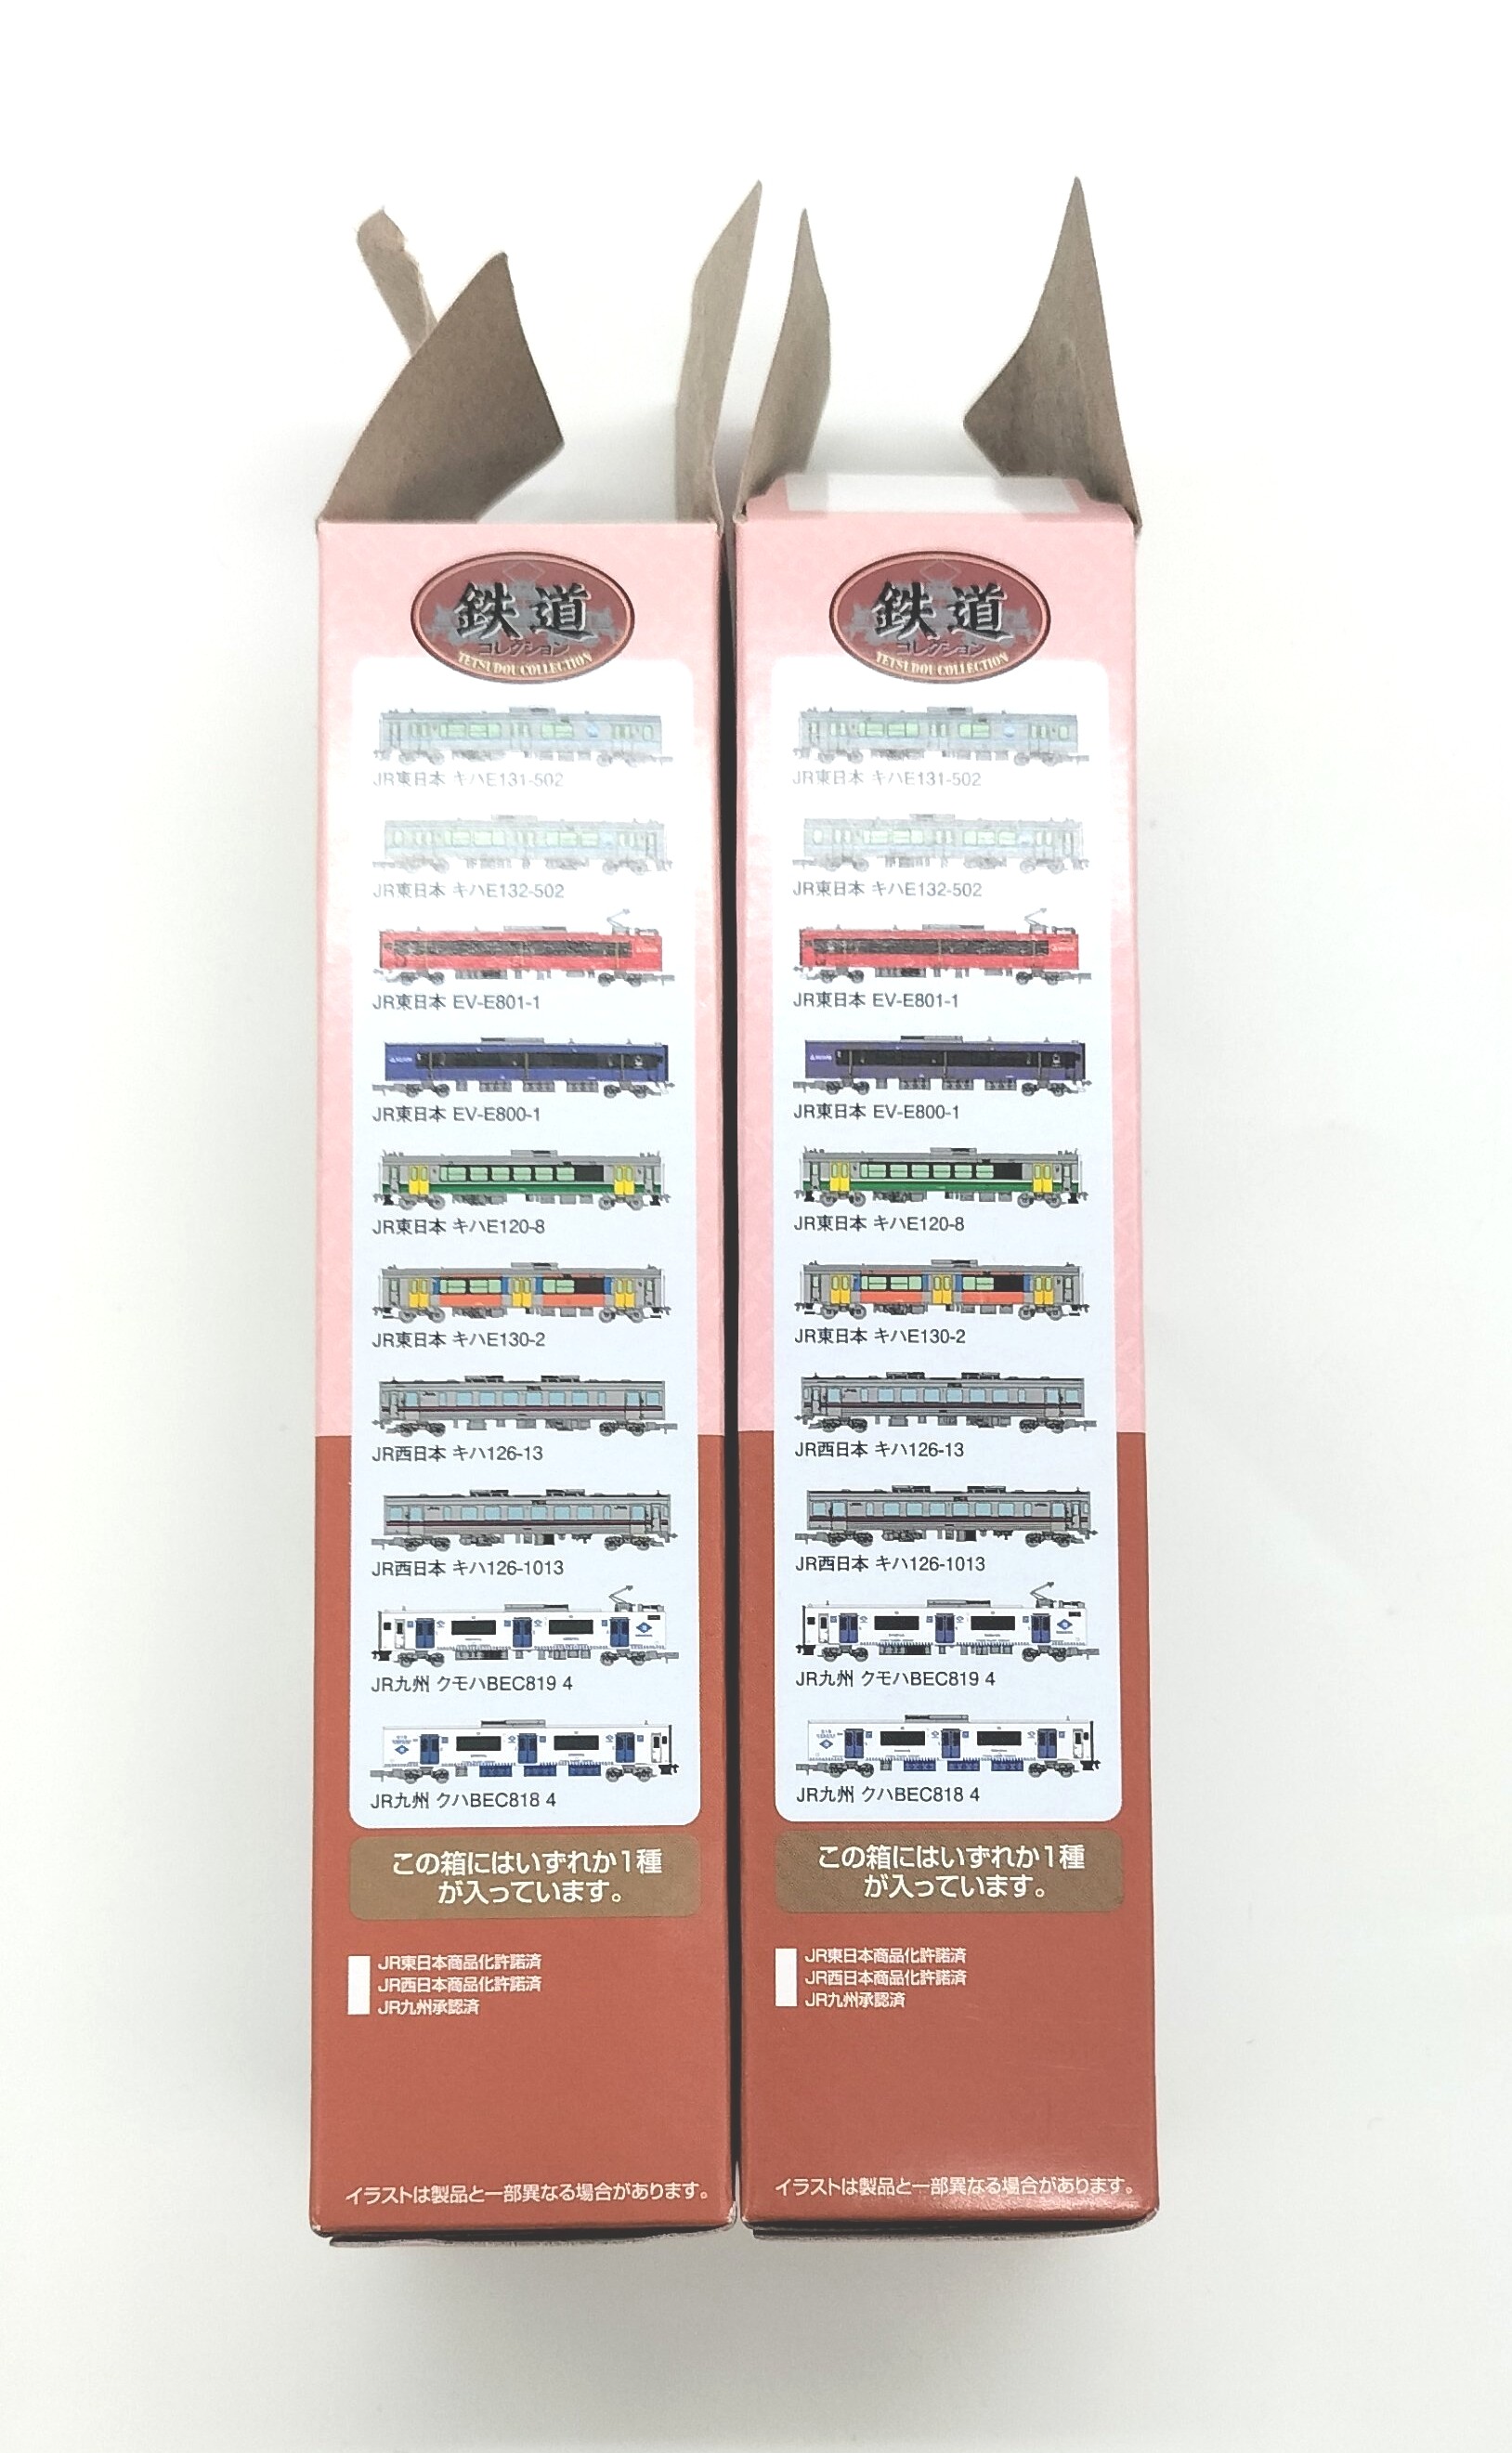 鉄道
コレクション
TETSUDOU COLLECTION
JR東日本 キハE131-502
JR東日本 キハE132-502
JR東日本 EV-E801-1
JR東日本 EV-E800-1
JR東日本 キハE120-8
JR東日本 キハE130-2
JR西日本 キハ126-13
JR西日本 キハ126-1013
JR九州 クモハBEC819 4
JR九州 クハBEC818 4
この箱にはいずれか1種
が入っています。
JR東日本商品化許諾済
JR西日本商品化許諾済
JR九州承認済
イラストは製品と一部異なる場合があります。
鉄道
コレクション
TETSUDOU COLLECTION
JR東日本 キハE131-502
JR東日本 キハE132-502
JR東日本 EV-E801-1
JR東日本 EV-E800-1
JR東日本 キハE120-8
JR東日本 キハE130-2
JR西日本 キハ126-13
JR西日本 キハ126-1013
JR九州 クモハBEC819 4
JR九州 クハBEC818 4
この箱にはいずれか1種
が入っています。
JR東日本商品化許諾済
JR西日本商品化許諾済
JR九州承認済
イラストは製品と一部異なる場合があります。